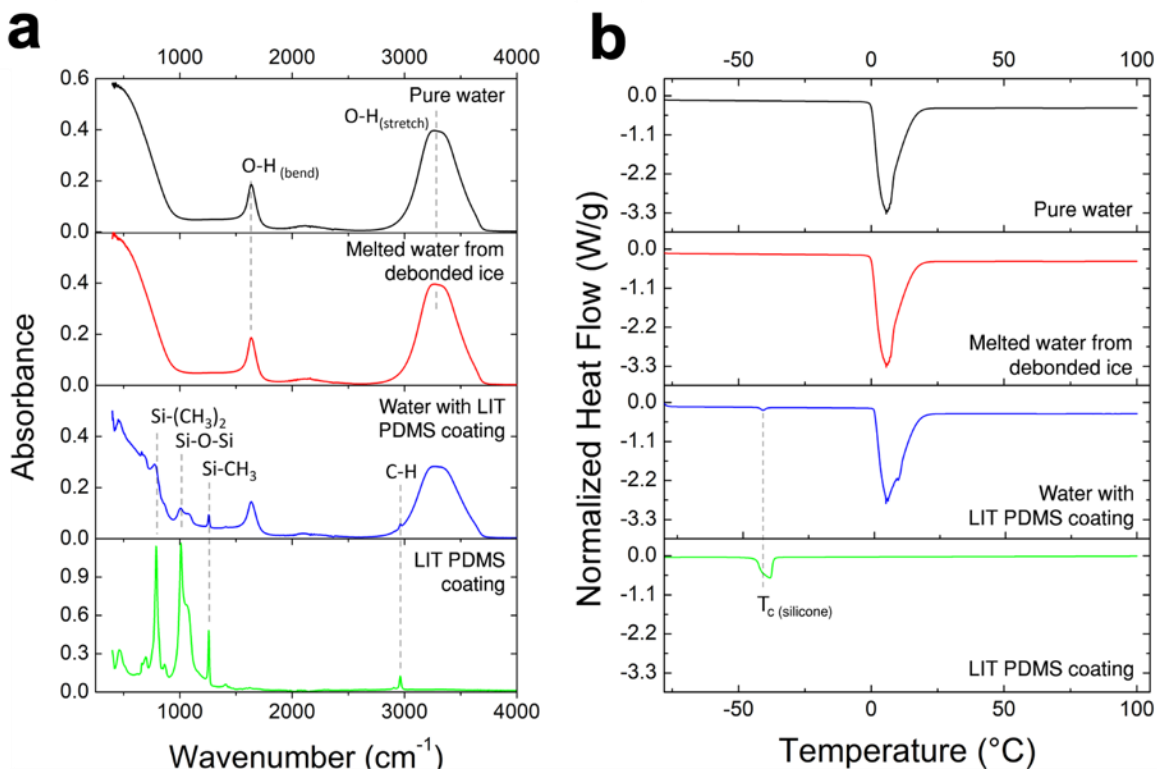 a
1000 2000 3000 4000
0.6
0.4
0.2
0.0
Pure water
O-H(stretch)
O-H (bend)
0.4
0.2
0.0
Melted water from
debonded ice
0.4
0.2
0.0
Water with LIT
PDMS coating
Si-(CH3)2
Si-O-Si
Si-CH3
C-H
0.9
0.6
0.3
0.0
LIT PDMS
coating
1000 2000 3000 4000
Absorbance
Wavenumber (cm-1)
b
-50 0 50 100
0.0
-1.1
-2.2
-3.3
Pure water
0.0
-1.1
-2.2
-3.3
Melted water from
debonded ice
0.0
-1.1
-2.2
-3.3
Water with
LIT PDMS coating
0.0
-1.1
-2.2
-3.3
Tc (silicone)
LIT PDMS coating
-50 0 50 100
Normalized Heat Flow (W/g)
Temperature (°C)